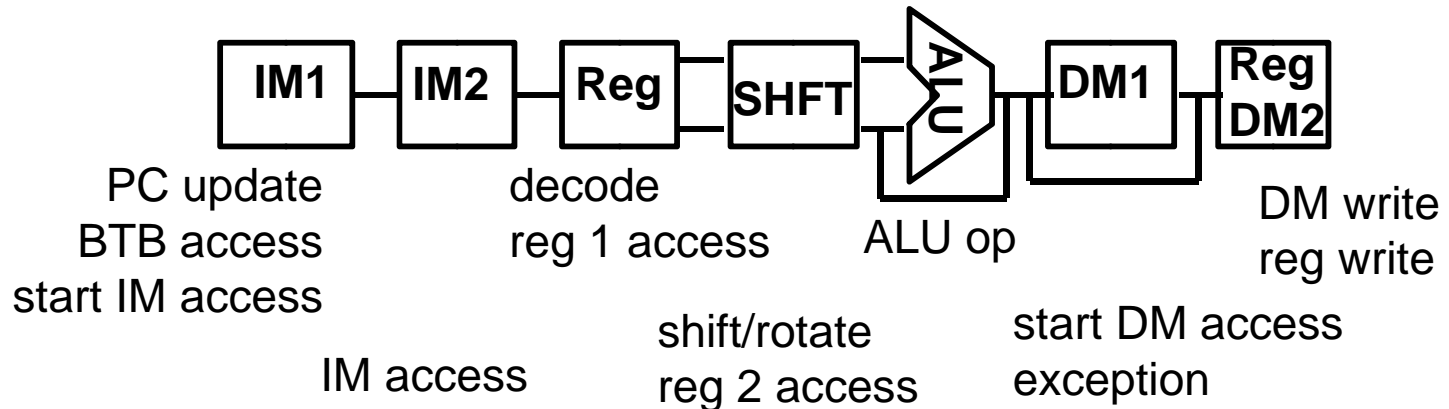 IM1
IM2
Reg
SHFT
ALU
DM1
Reg
DM2
PC update
BTB access
start IM access
IM access
decode
reg 1 access
shift/rotate
reg 2 access
ALU op
start DM access
exception
DM write
reg write